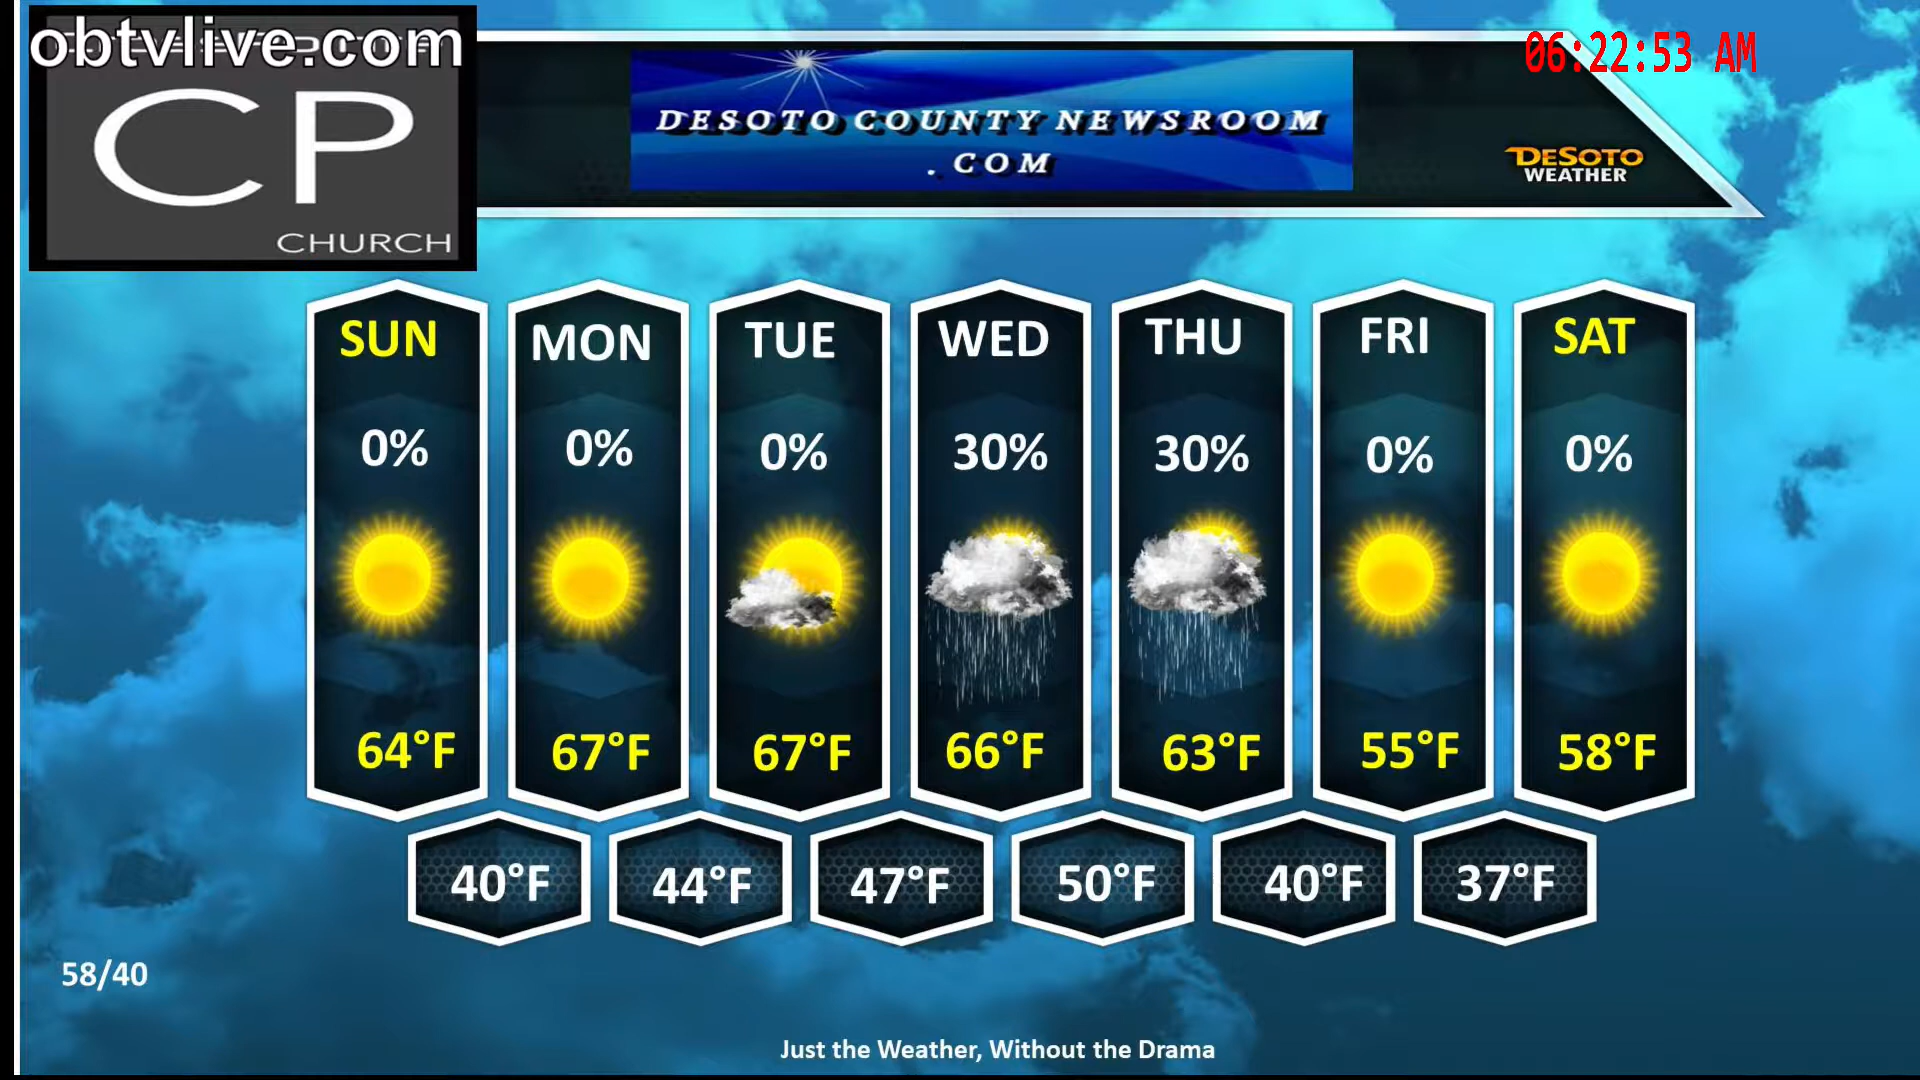 obtvlive.com
CP
CHURCH
DESOTO COUNTY NEWSROOM
.COM
06:22:53 AM
DESOTO
WEATHER
SUN MON TUE WED THU FRI SAT
0% 0% 0% 30% 30% 0% 0%
64°F 67°F 67°F 66°F 63°F 55°F 58°F
40°F 44°F 47°F 50°F 40°F 37°F
58/40
Just the Weather, Without the Drama